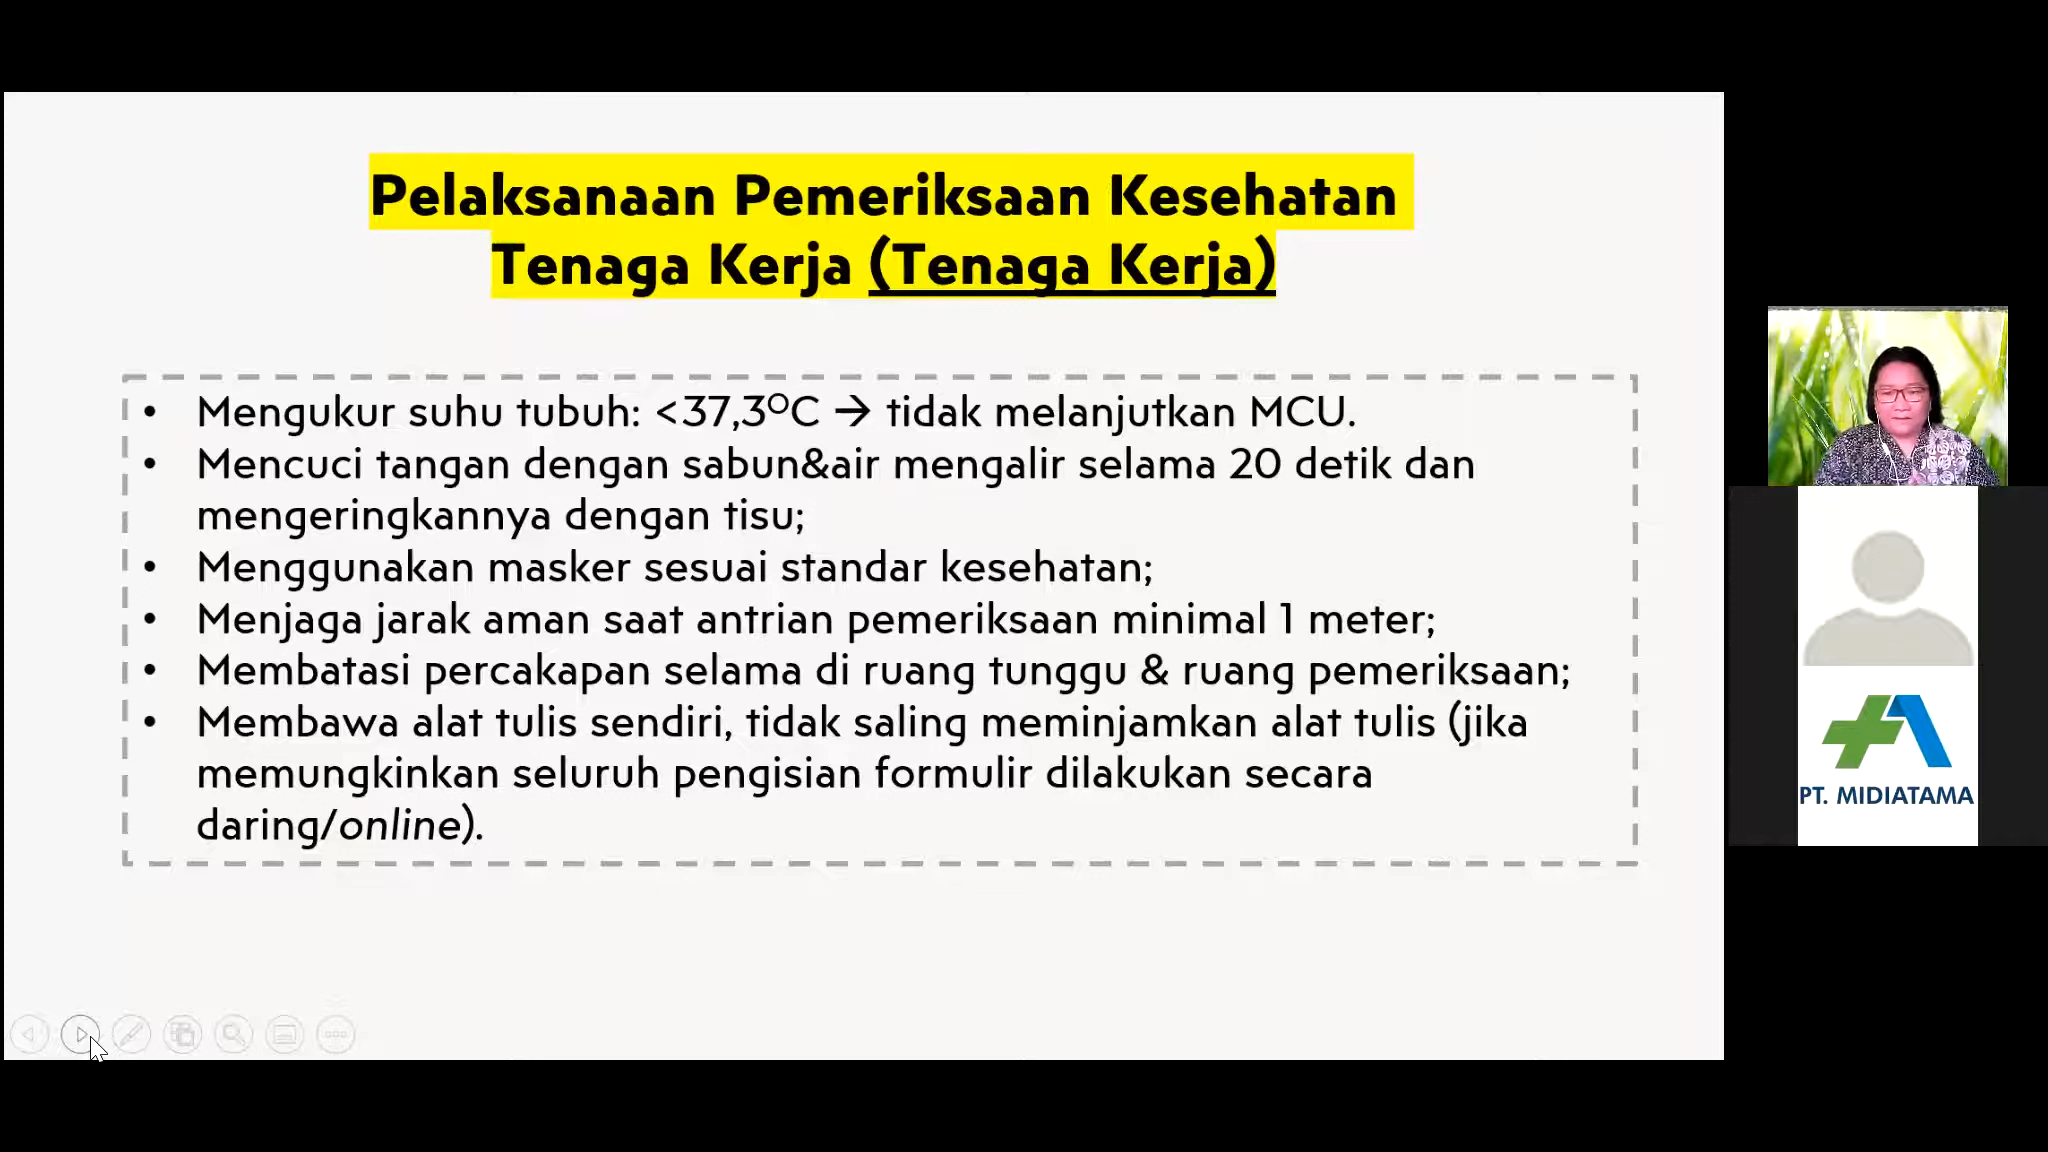 Pelaksanaan Pemeriksaan Kesehatan
Tenaga Kerja (Tenaga Kerja)
• Mengukur suhu tubuh: <37,3⁰C → tidak melanjutkan MCU.
• Mencuci tangan dengan sabun&air mengalir selama 20 detik dan
mengeringkannya dengan tisu;
• Menggunakan masker sesuai standar kesehatan;
• Menjaga jarak aman saat antrian pemeriksaan minimal 1 meter;
• Membatasi percakapan selama di ruang tunggu & ruang pemeriksaan;
• Membawa alat tulis sendiri, tidak saling meminjamkan alat tulis (jika
memungkinkan seluruh pengisian formulir dilakukan secara
daring/online).
PT. MIDIATAMA